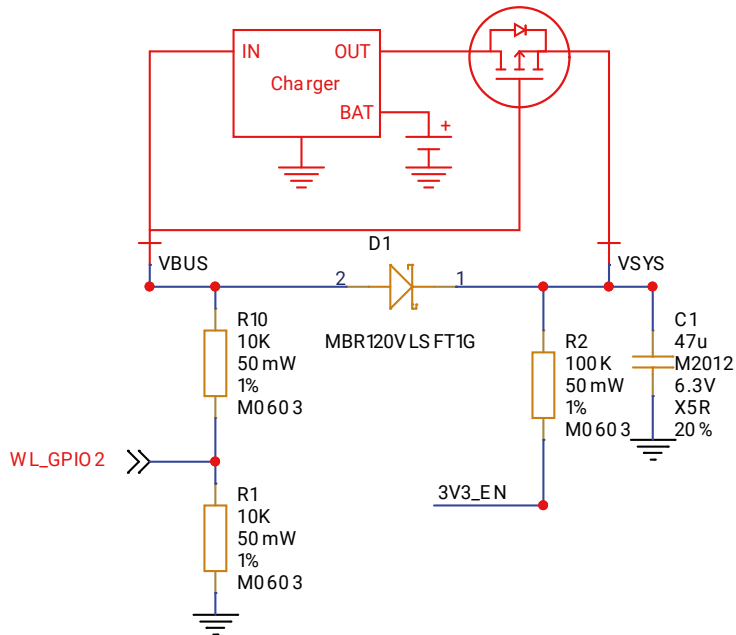 IN
OUT
Charger
BAT
+
VBUS
D1
VSYS
2
1
MBR120VLSFT1G
R10
10K
50mW
1%
M0603
R2
100K
50mW
1%
M0603
C1
47u
M2012
6.3V
X5R
20%
WL_GPIO2
3V3_EN
R1
10K
50mW
1%
M0603